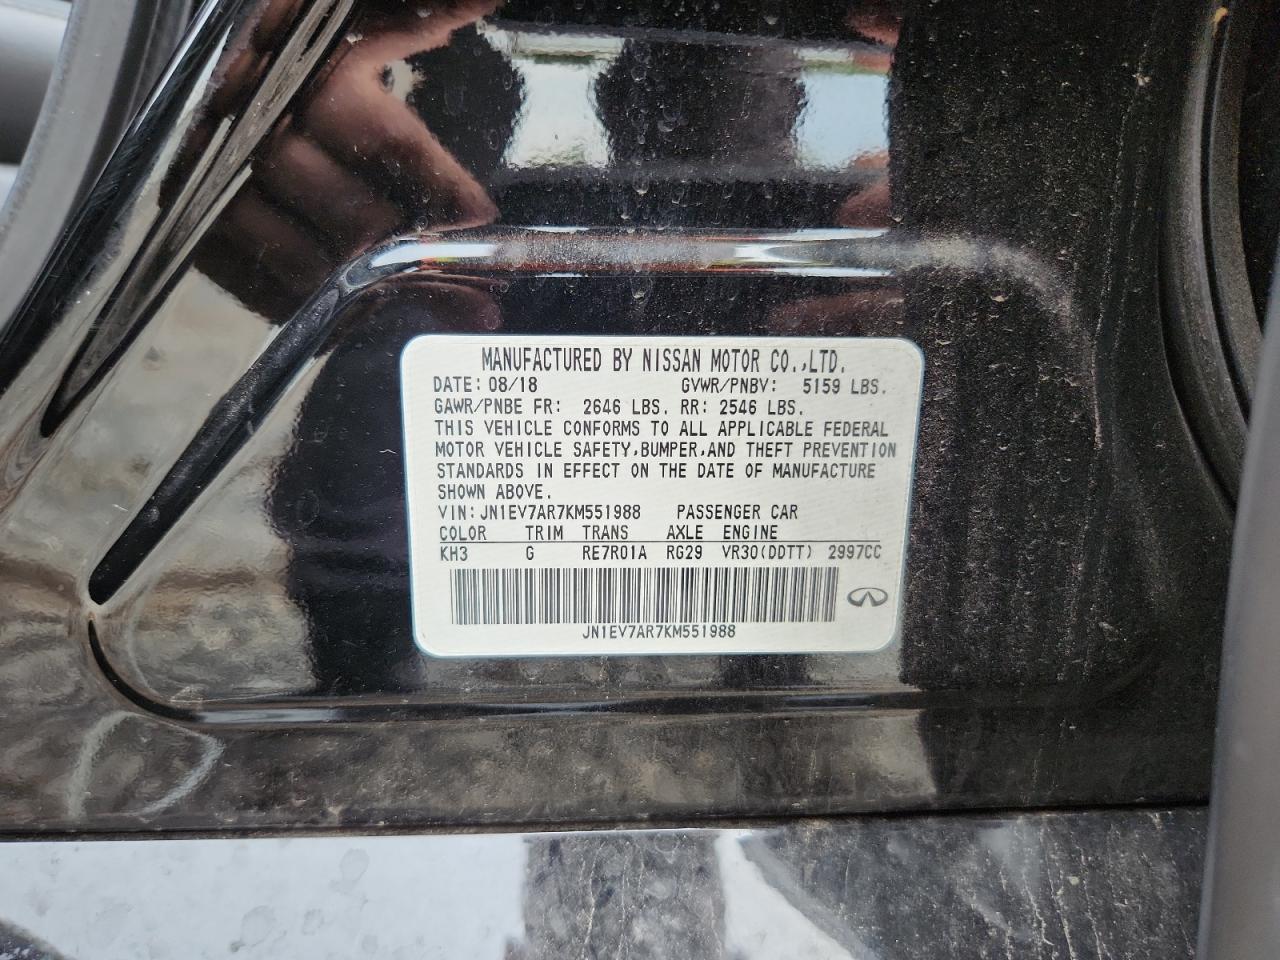 MANUFACTURED BY NISSAN MOTOR CO.,LTD.
DATE: 08/18 GVWR/PNBV: 5159 LBS.
GAWR/PNBE FR: 2646 LBS. RR: 2546 LBS.
THIS VEHICLE CONFORMS TO ALL APPLICABLE FEDERAL
MOTOR VEHICLE SAFETY,BUMPER,AND THEFT PREVENTION
STANDARDS IN EFFECT ON THE DATE OF MANUFACTURE
SHOWN ABOVE.
VIN:JN1EV7AR7KM551988 PASSENGER CAR
COLOR TRIM TRANS AXLE ENGINE
KH3 G RE7R01A RG29 VR30(DDTT) 2997CC
JN1EV7AR7KM551988